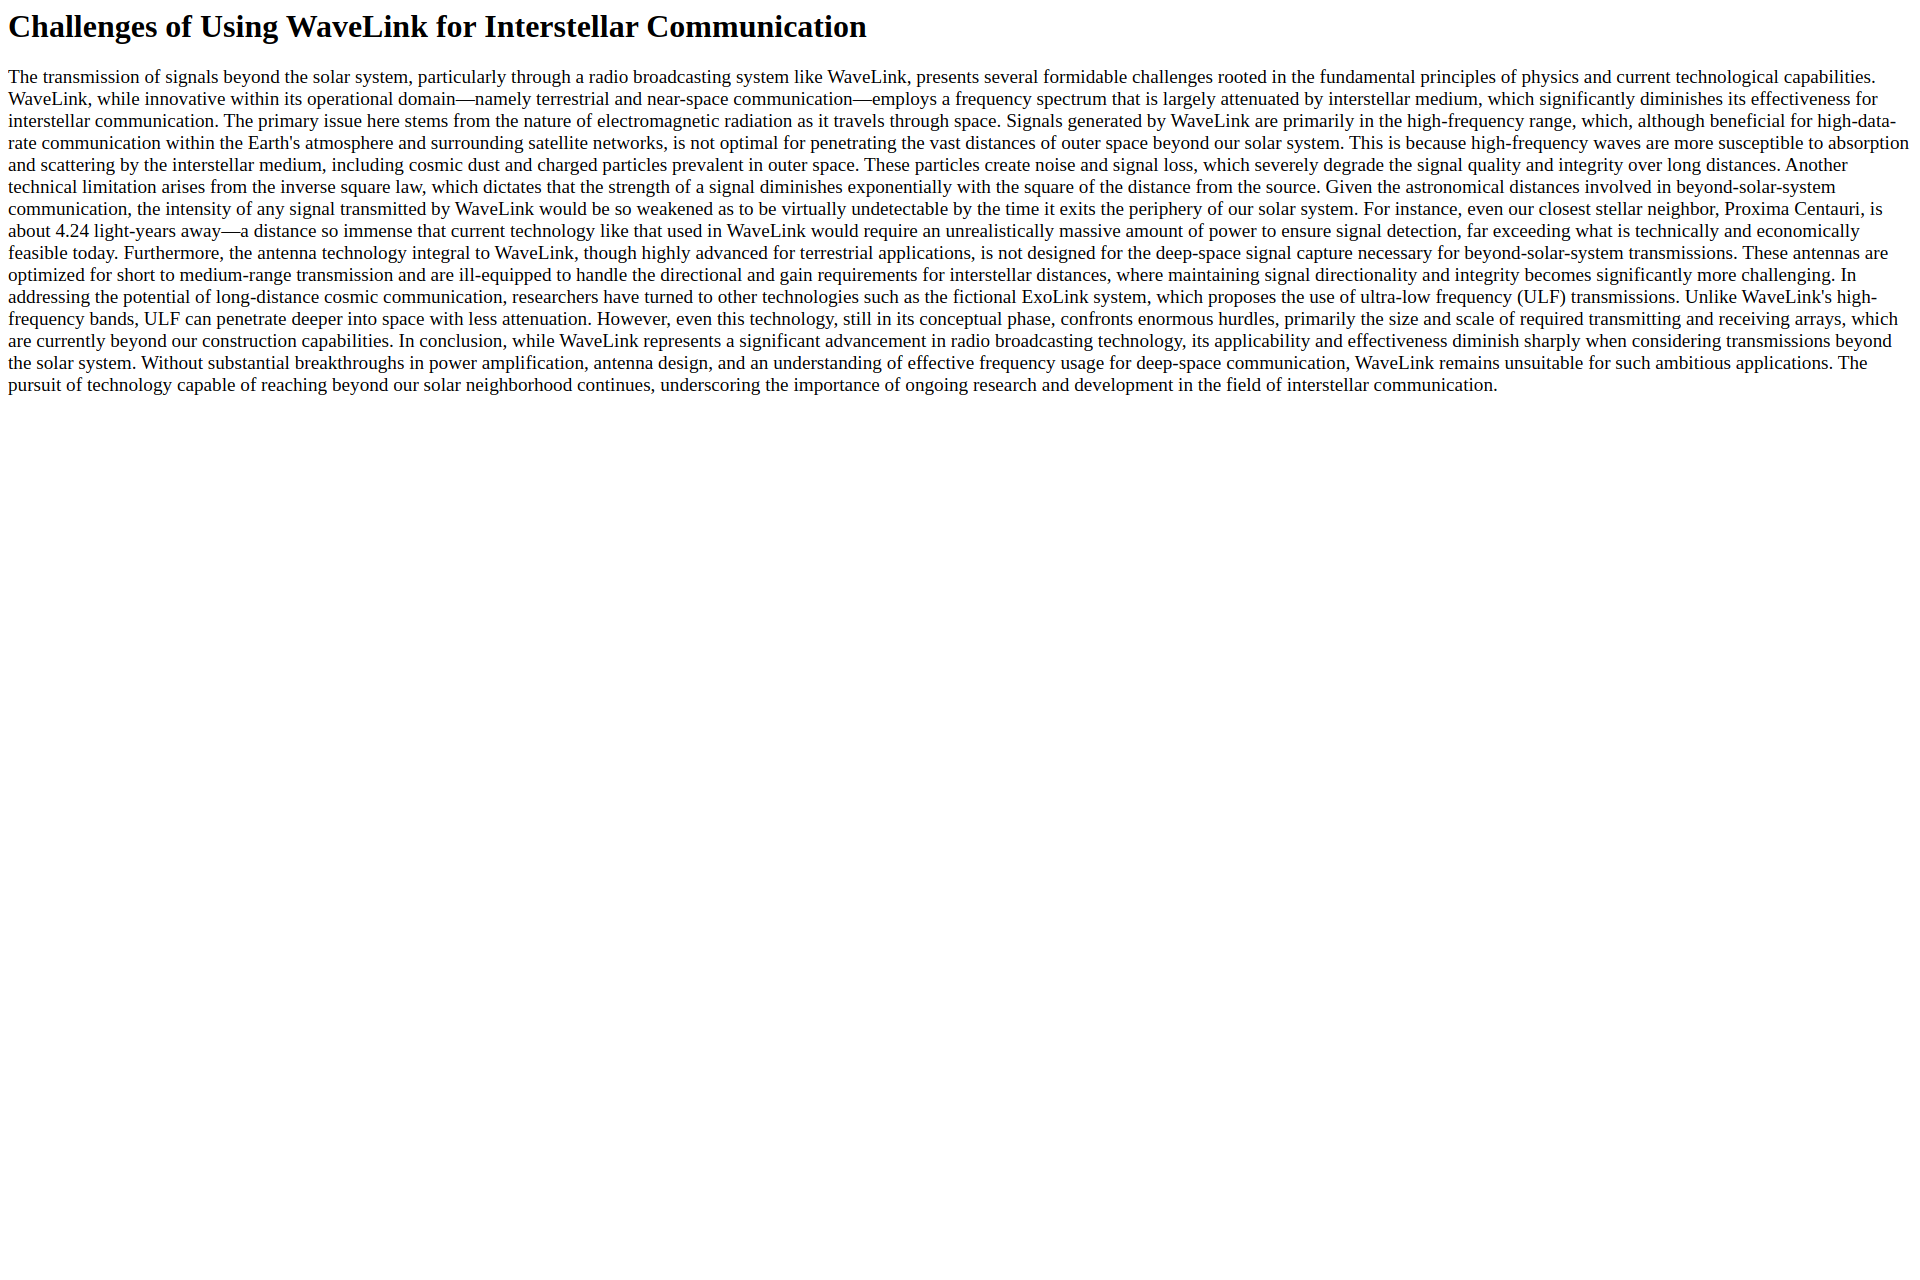 Challenges of Using WaveLink for Interstellar Communication
The transmission of signals beyond the solar system, particularly through a radio broadcasting system like WaveLink, presents several formidable challenges rooted in the fundamental principles of physics and current technological capabilities.
WaveLink, while innovative within its operational domain—namely terrestrial and near-space communication—employs a frequency spectrum that is largely attenuated by interstellar medium, which significantly diminishes its effectiveness for
interstellar communication. The primary issue here stems from the nature of electromagnetic radiation as it travels through space. Signals generated by WaveLink are primarily in the high-frequency range, which, although beneficial for high-data-
rate communication within the Earth's atmosphere and surrounding satellite networks, is not optimal for penetrating the vast distances of outer space beyond our solar system. This is because high-frequency waves are more susceptible to absorption
and scattering by the interstellar medium, including cosmic dust and charged particles prevalent in outer space. These particles create noise and signal loss, which severely degrade the signal quality and integrity over long distances. Another
technical limitation arises from the inverse square law, which dictates that the strength of a signal diminishes exponentially with the square of the distance from the source. Given the astronomical distances involved in beyond-solar-system
communication, the intensity of any signal transmitted by WaveLink would be so weakened as to be virtually undetectable by the time it exits the periphery of our solar system. For instance, even our closest stellar neighbor, Proxima Centauri, is
about 4.24 light-years away—a distance so immense that current technology like that used in WaveLink would require an unrealistically massive amount of power to ensure signal detection, far exceeding what is technically and economically
feasible today. Furthermore, the antenna technology integral to WaveLink, though highly advanced for terrestrial applications, is not designed for the deep-space signal capture necessary for beyond-solar-system transmissions. These antennas are
optimized for short to medium-range transmission and are ill-equipped to handle the directional and gain requirements for interstellar distances, where maintaining signal directionality and integrity becomes significantly more challenging. In
addressing the potential of long-distance cosmic communication, researchers have turned to other technologies such as the fictional ExoLink system, which proposes the use of ultra-low frequency (ULF) transmissions. Unlike WaveLink's high-
frequency bands, ULF can penetrate deeper into space with less attenuation. However, even this technology, still in its conceptual phase, confronts enormous hurdles, primarily the size and scale of required transmitting and receiving arrays, which
are currently beyond our construction capabilities. In conclusion, while WaveLink represents a significant advancement in radio broadcasting technology, its applicability and effectiveness diminish sharply when considering transmissions beyond
the solar system. Without substantial breakthroughs in power amplification, antenna design, and an understanding of effective frequency usage for deep-space communication, WaveLink remains unsuitable for such ambitious applications. The
pursuit of technology capable of reaching beyond our solar neighborhood continues, underscoring the importance of ongoing research and development in the field of interstellar communication.